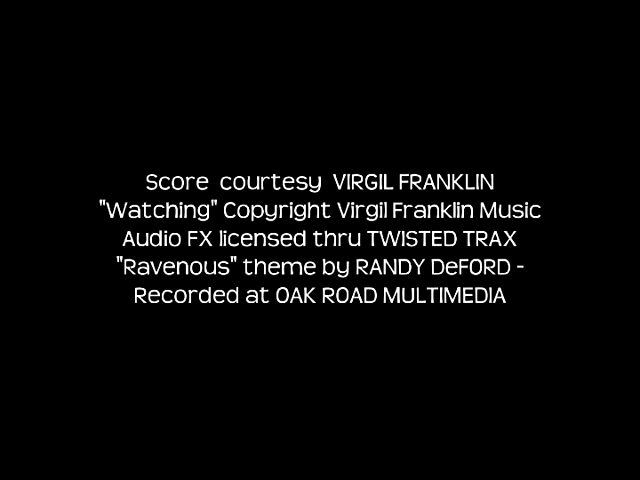 Score courtesy VIRGIL FRANKLIN
"Watching" Copyright Virgil Franklin Music
Audio FX licensed thru TWISTED TRAX
"Ravenous" theme by RANDY DeFORD -
Recorded at OAK ROAD MULTIMEDIA